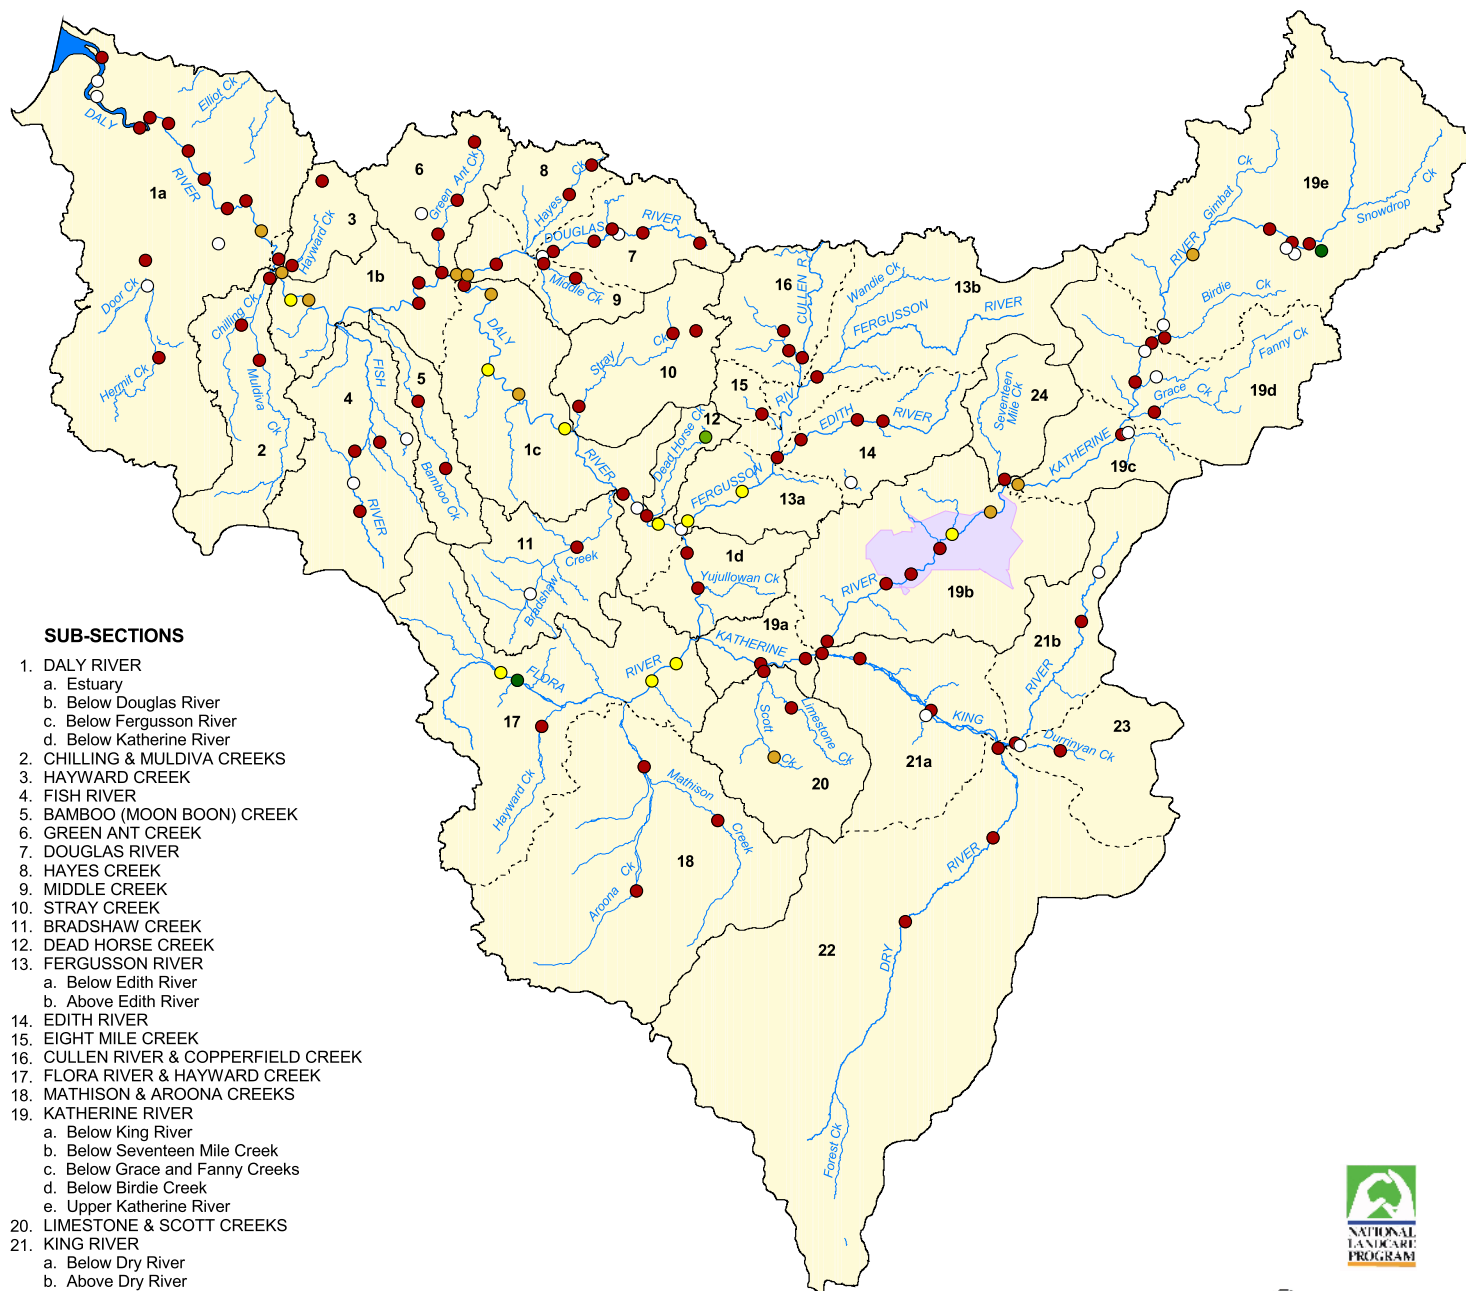 Elliot Ck
DALY
RIVER
1a
Door Ck
Hermit Ck
Chilling Ck
Muldiva
Ck
2
3
Hayward Ck
1b
6
Green Ant Ck
8
Hayes Ck
DOUGLAS RIVER
7
Middle Ck
9
DALY
RIVER
1c
Stray Ck
10
4
FISH
RIVER
5
Bamboo Ck
11
Bradshaw
Creek
12
Dead Horse Ck
16
CULLEN R
Wandie Ck
13b
FERGUSSON RIVER
15
RIV
EDITH RIVER
14
FERGUSSON
13a
1d
Yujullowan Ck
24
Seventeen
Mile Ck
19e
Gimbat Ck
RIVER
Snowdrop Ck
Birdie Ck
Fanny Ck
Grace Ck
19d
KATHERINE
19c
RIVER
19b
19a
KATHERINE
RIVER
FLORA
17
Hayward Ck
18
Mathison
Creek
Aroona Ck
Scott
Ck
Limestone
Ck
20
21a
KING
21b
RIVER
23
Durrinyan Ck
22
DRY
RIVER
Forest Ck
SUB-SECTIONS
1. DALY RIVER
a. Estuary
b. Below Douglas River
c. Below Fergusson River
d. Below Katherine River
2. CHILLING & MULDIVA CREEKS
3. HAYWARD CREEK
4. FISH RIVER
5. BAMBOO (MOON BOON) CREEK
6. GREEN ANT CREEK
7. DOUGLAS RIVER
8. HAYES CREEK
9. MIDDLE CREEK
10. STRAY CREEK
11. BRADSHAW CREEK
12. DEAD HORSE CREEK
13. FERGUSSON RIVER
a. Below Edith River
b. Above Edith River
14. EDITH RIVER
15. EIGHT MILE CREEK
16. CULLEN RIVER & COPPERFIELD CREEK
17. FLORA RIVER & HAYWARD CREEK
18. MATHISON & AROONA CREEKS
19. KATHERINE RIVER
a. Below King River
b. Below Seventeen Mile Creek
c. Below Grace and Fanny Creeks
d. Below Birdie Creek
e. Upper Katherine River
20. LIMESTONE & SCOTT CREEKS
21. KING RIVER
a. Below Dry River
b. Above Dry River
NATIONAL
LANDCARE
PROGRAM